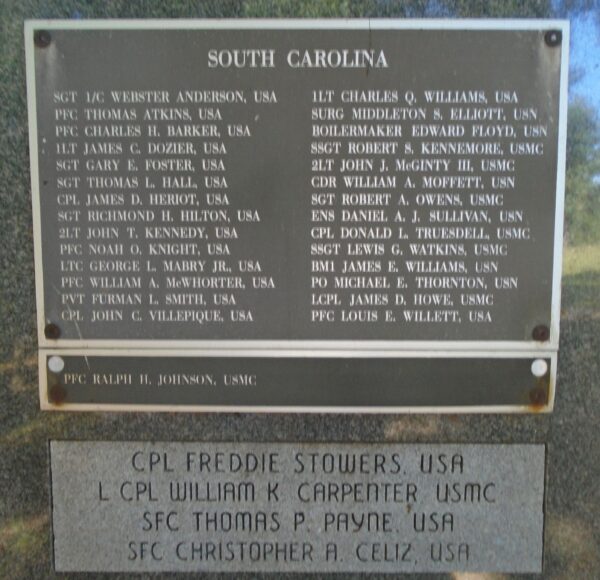 SOUTH CAROLINA
SGT 1/C WEBSTER ANDERSON, USA
PFC THOMAS ATKINS, USA
PFC CHARLES H. BARKER, USA
1LT JAMES C. DOZIER, USA
SGT GARY E. FOSTER, USA
SGT THOMAS L. HALL, USA
CPL JAMES D. HERIOT, USA
SGT RICHMOND H. HILTON, USA
2LT JOHN T. KENNEDY, USA
PFC NOAH O. KNIGHT, USA
LTC GEORGE L. MABRY JR., USA
PFC WILLIAM A. McWHORTER, USA
PVT FURMAN L. SMITH, USA
CPL JOHN C. VILLEPIQUE, USA
1LT CHARLES Q. WILLIAMS, USA
SURG MIDDLETON S. ELLIOTT, USN
BOILERMAKER EDWARD FLOYD, USN
SSGT ROBERT S. KENNEMORE, USMC
2LT JOHN J. McGINTY III, USMC
CDR WILLIAM A. MOFFETT, USN
SGT ROBERT A. OWENS, USMC
ENS DANIEL A. J. SULLIVAN, USN
CPL DONALD L. TRUESDELL, USMC
SSGT LEWIS G. WATKINS, USMC
BM1 JAMES E. WILLIAMS, USN
PO MICHAEL E. THORNTON, USN
LCPL JAMES D. HOWE, USMC
PFC LOUIS E. WILLETT, USA
PFC RALPH H. JOHNSON, USMC
CPL FREDDIE STOWERS, USA
L CPL WILLIAM K. CARPENTER, USMC
SFC THOMAS P. PAYNE, USA
SFC CHRISTOPHER A. CELIZ, USA